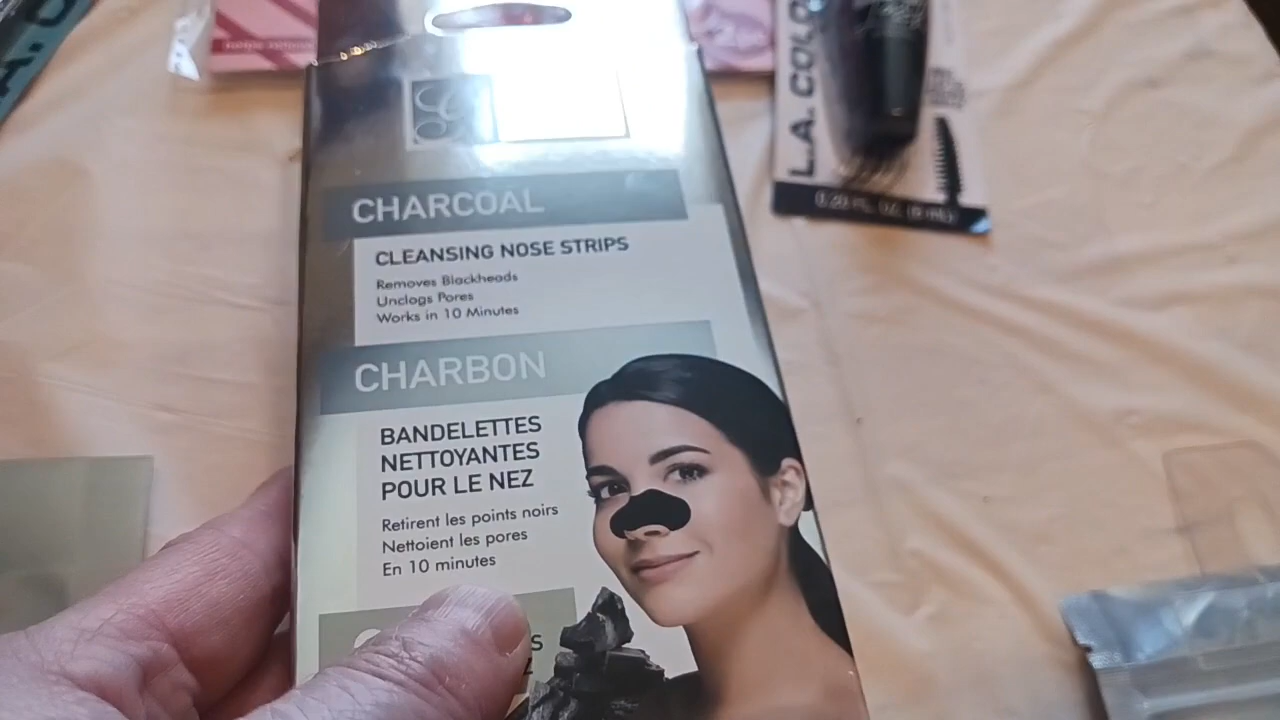 L.A. COLO
CHARCOAL
CLEANSING NOSE STRIPS
Removes Blackheads
Unclogs Pores
Works in 10 Minutes
CHARBON
BANDELETTES
NETTOYANTES
POUR LE NEZ
Retirent les points noirs
Nettoient les pores
En 10 minutes